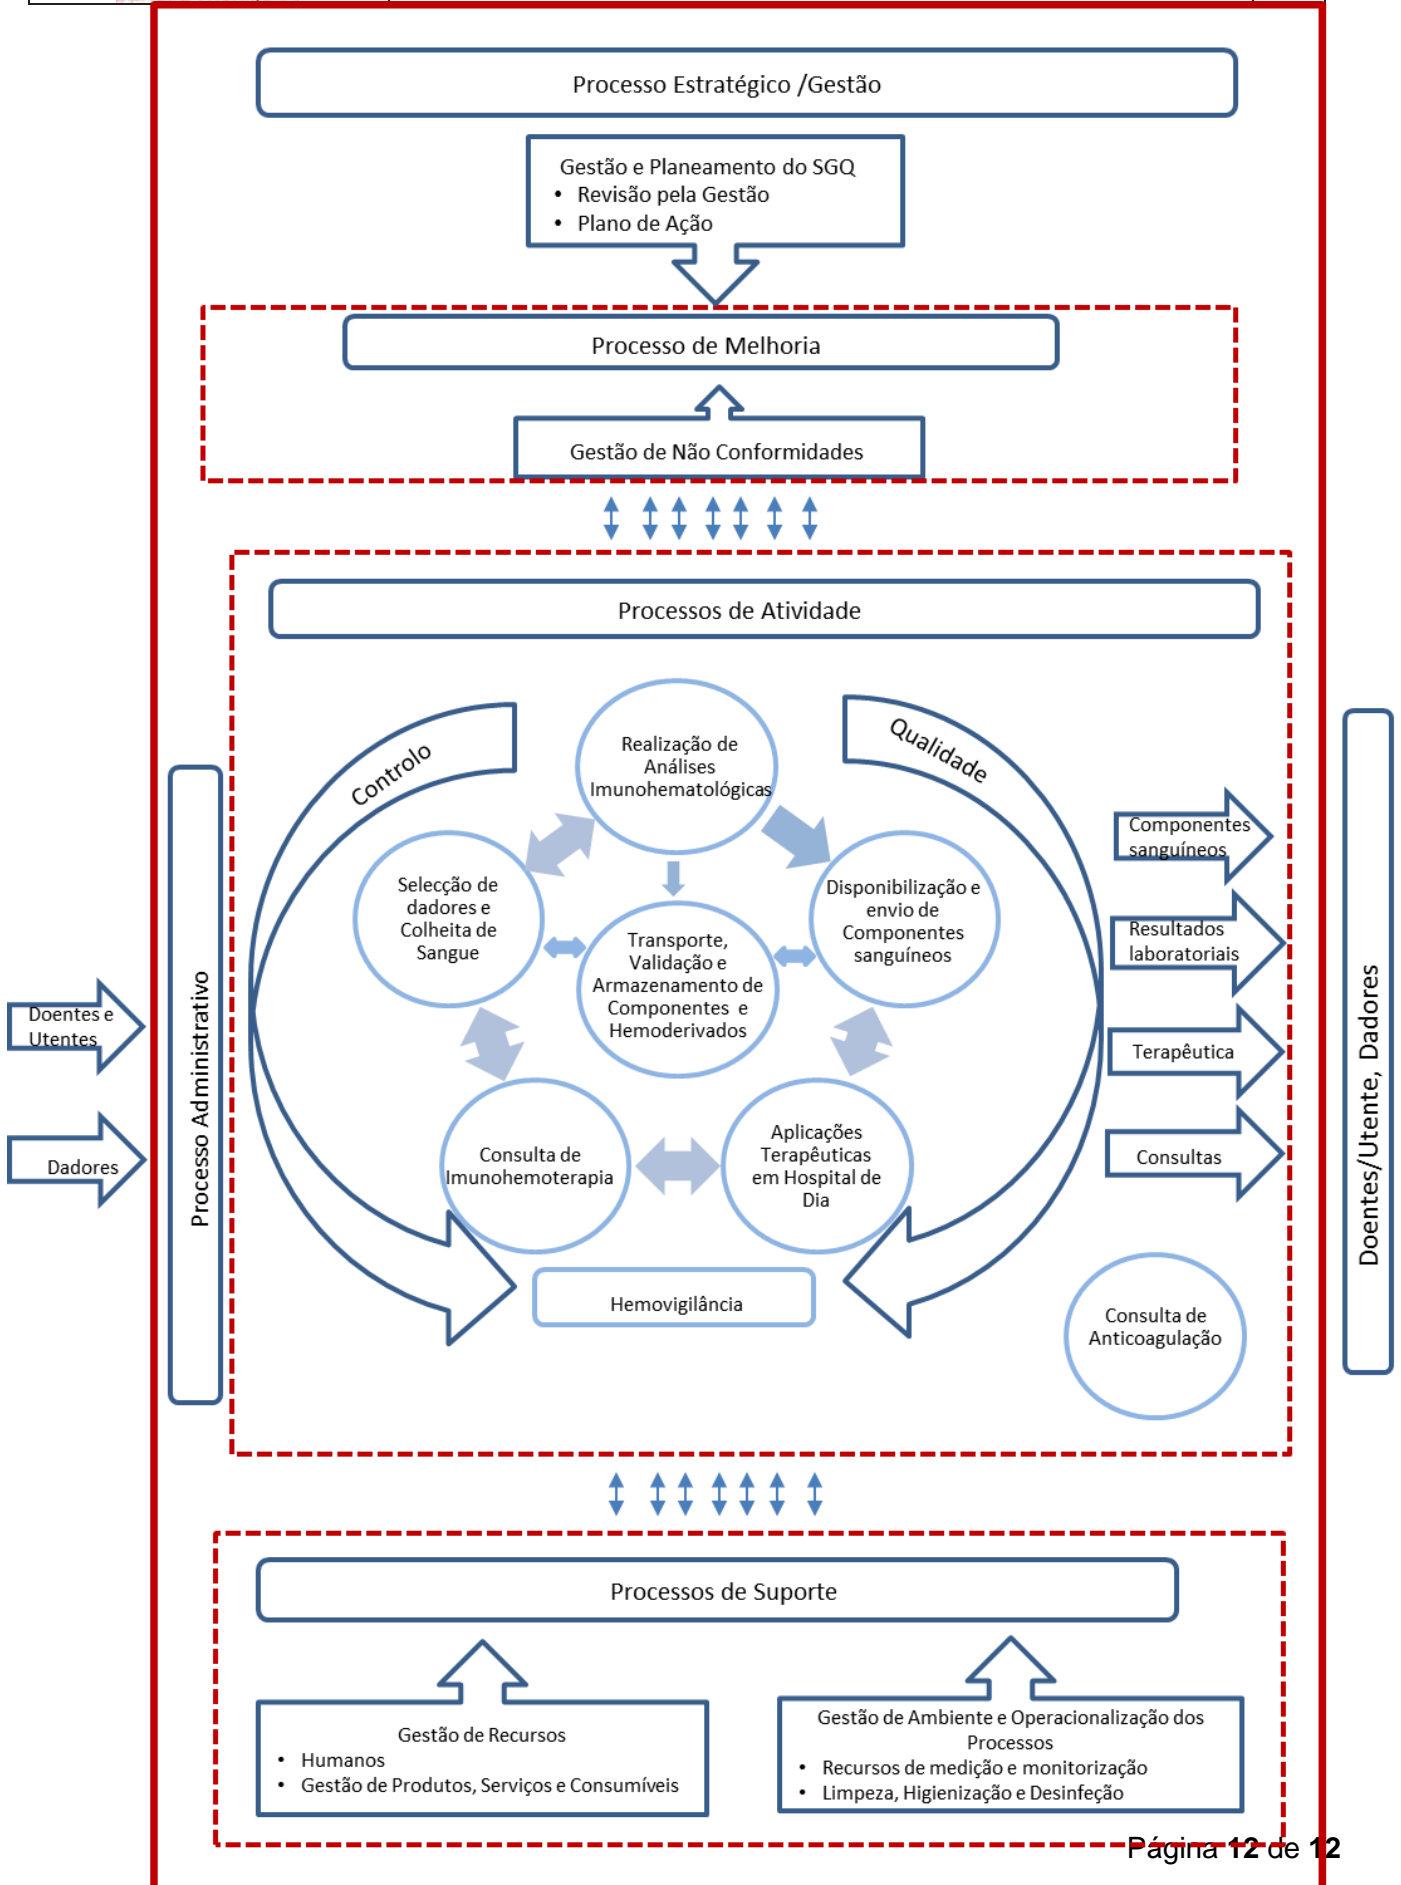 Processo Estratégico /Gestão
Gestão e Planeamento do SGQ
• Revisão pela Gestão
• Plano de Ação
Processo de Melhoria
Gestão de Não Conformidades
Processos de Atividade
Controlo
Qualidade
Realização de
Análises
Imunohematológicas
Selecção de
dadores e
Colheita de
Sangue
Transporte,
Validação e
Armazenamento de
Componentes e
Hemoderivados
Disponibilização e
envio de
Componentes
sanguíneos
Consulta de
Imunohemoterapia
Aplicações
Terapêuticas
em Hospital de
Dia
Hemovigilância
Consulta de
Anticoagulação
Doentes e
Utentes
Dadores
Processo Administrativo
Componentes
sanguíneos
Resultados
laboratoriais
Terapêutica
Consultas
Doentes/Utente, Dadores
Processos de Suporte
Gestão de Recursos
• Humanos
• Gestão de Produtos, Serviços e Consumíveis
Gestão de Ambiente e Operacionalização dos
Processos
• Recursos de medição e monitorização
• Limpeza, Higienização e Desinfeção
Página 12 de 12